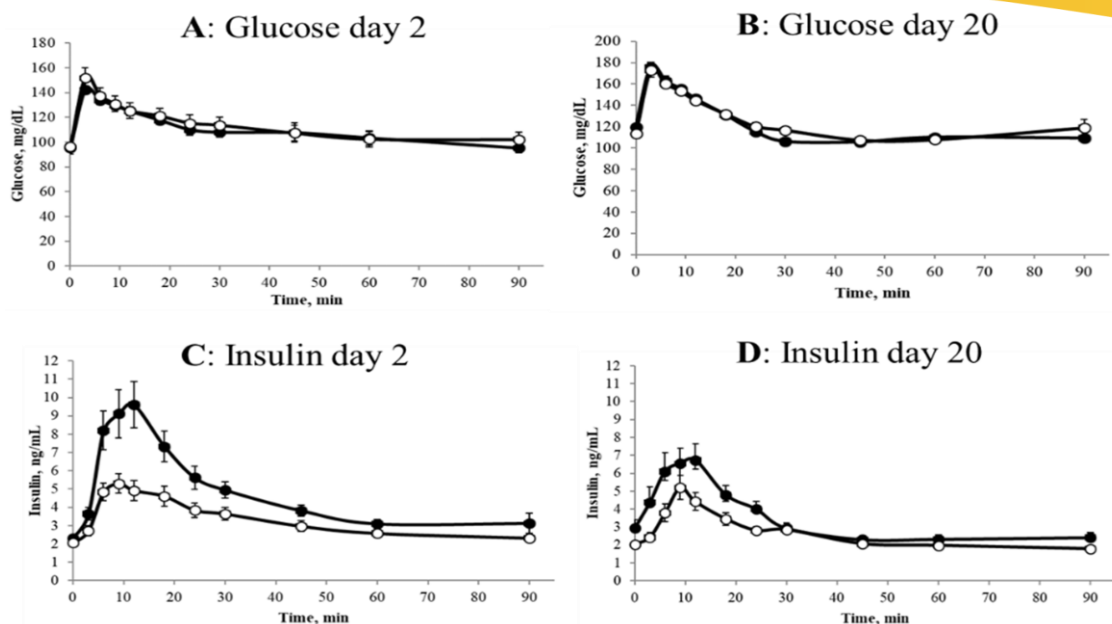 A: Glucose day 2
180
160
140
120
100
80
60
40
20
0
Glucose, mg/dL
0 10 20 30 40 50 60 70 80 90
Time, min
B: Glucose day 20
200
180
160
140
120
100
80
60
40
20
0
Glucose, mg/dL
0 10 20 30 40 50 60 70 80 90
Time, min
C: Insulin day 2
12
11
10
9
8
7
6
5
4
3
2
1
0
Insulin, ng/mL
0 10 20 30 40 50 60 70 80 90
Time, min
D: Insulin day 20
12
11
10
9
8
7
6
5
4
3
2
1
0
Insulin, ng/mL
0 10 20 30 40 50 60 70 80 90
Time, min